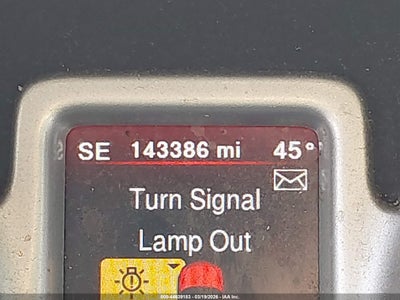 SE 143386 mi 45°
Turn Signal
Lamp Out